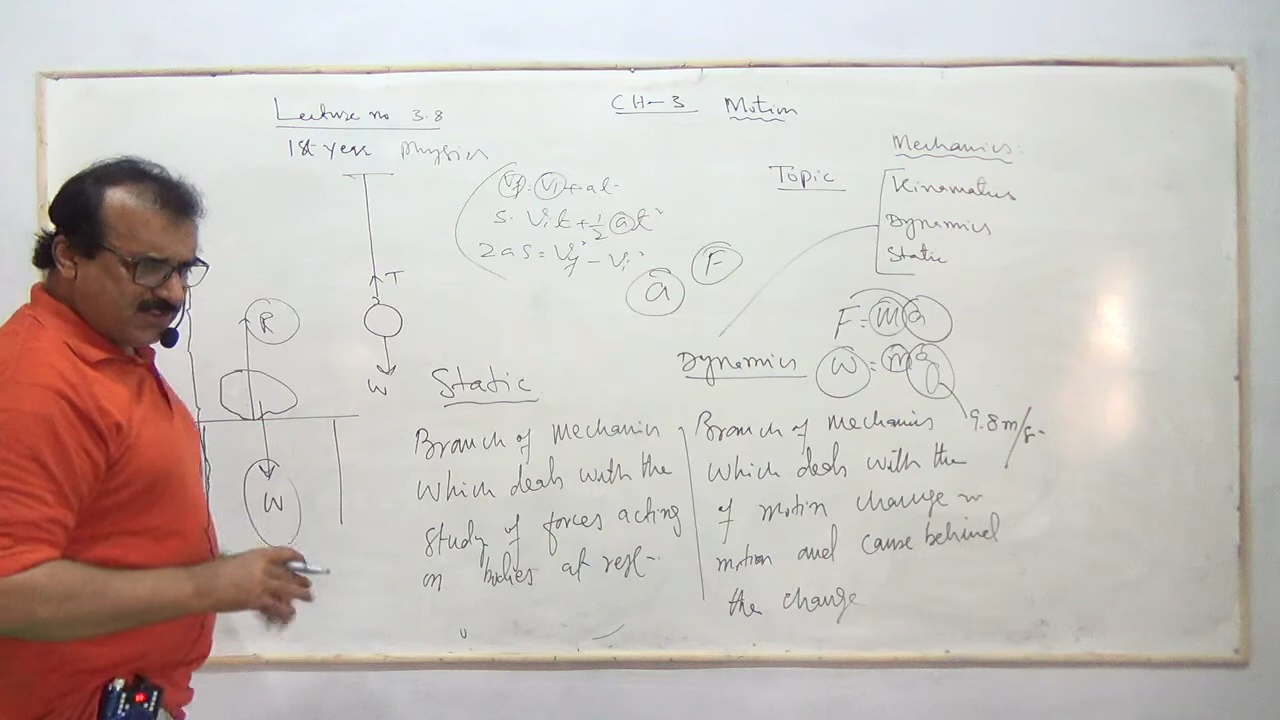 Lecture no 3.8
CH-3 Motion
1st year Physics
Mechanics:
Topic
Kinematics
Dynamics
Static
Vf = Vi + at
S = Vit + 1/2 at²
2as = Vf² - Vi²
T
W
R
W
a
F
F = ma
W = mg
9.8 m/s
Static
Branch of mechanics
which deals with the
study of forces acting
on bodies at rest
Dynamics
Branch of mechanics
which deals with the
of motion change in
motion and cause behind
the change